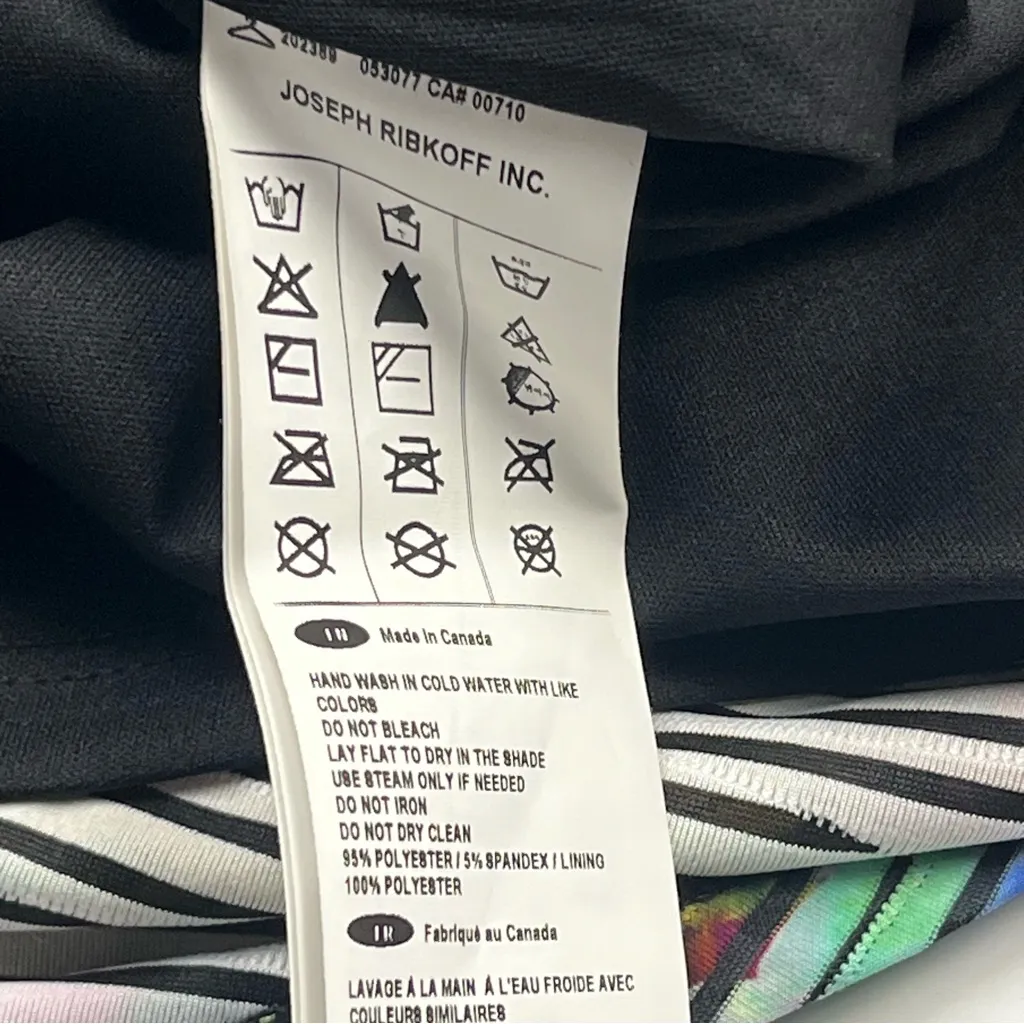 202389 053077 CA# 00710
JOSEPH RIBKOFF INC.
Made in Canada
HAND WASH IN COLD WATER WITH LIKE
COLORS
DO NOT BLEACH
LAY FLAT TO DRY IN THE SHADE
USE STEAM ONLY IF NEEDED
DO NOT IRON
DO NOT DRY CLEAN
95% POLYESTER / 5% SPANDEX / LINING
100% POLYESTER
Fabriqué au Canada
LAVAGE À LA MAIN À L'EAU FROIDE AVEC
COULEURS SIMILAIRES